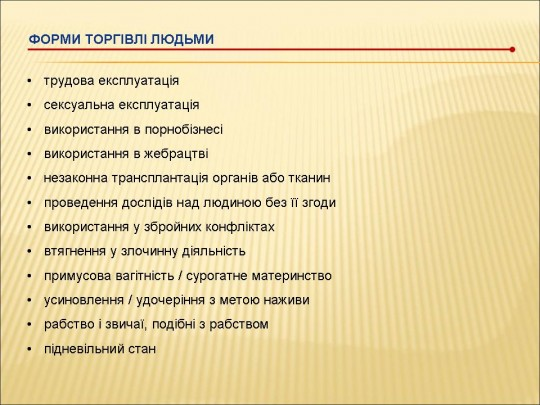 ФОРМИ ТОРГІВЛІ ЛЮДЬМИ
• трудова експлуатація
• сексуальна експлуатація
• використання в порнобізнесі
• використання в жебрацтві
• незаконна трансплантація органів або тканин
• проведення дослідів над людиною без її згоди
• використання у збройних конфліктах
• втягнення у злочинну діяльність
• примусова вагітність / сурогатне материнство
• усиновлення / удочеріння з метою наживи
• рабство і звичаї, подібні з рабством
• підневільний стан